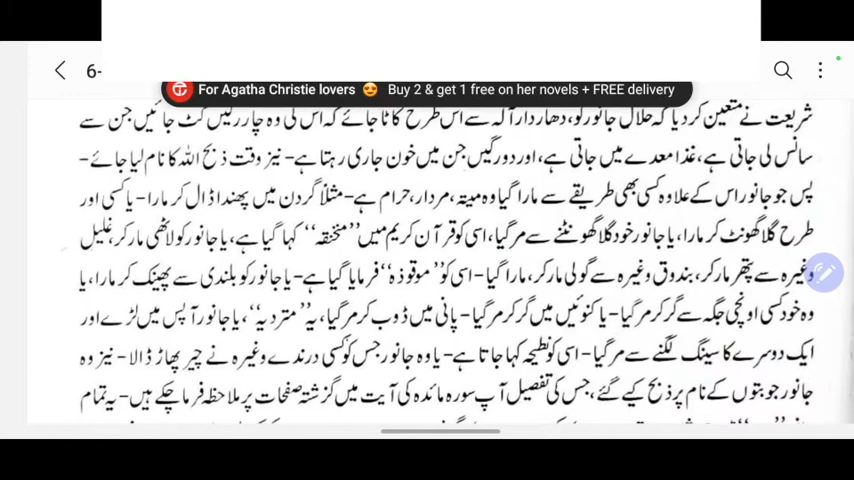 6-
For Agatha Christie lovers 😍 Buy 2 & get 1 free on her novels + FREE delivery
شریعت نے متعین کر دیا کہ حلال جانور کو، دھار دار آلہ سے اس طرح کاٹا جائے کہ اس کی وہ چار رگیں کٹ جائیں جن سے
سانس لی جاتی ہے، غذا معدے میں جاتی ہے، اور دو رگیں جن میں خون جاری رہتا ہے- نیز وقت ذبح اللہ کا نام لیا جائے-
پس جو جانور اس کے علاوہ کسی بھی طریقے سے مارا گیا وہ میتہ، مردار، حرام ہے- مثلاً گردن میں پھندا ڈال کر مارا- یا کسی اور
طرح گلا گھونٹ کر مارا، یا جانور خود گلا گھونٹنے سے مر گیا، اسی کو قرآن کریم میں ”منخنقہ“ کہا گیا ہے، یا جانور کو لاٹھی مار کر، غلیل
وغیرہ سے پتھر مار کر، بندوق وغیرہ سے گولی مار کر، مارا گیا- اسی کو ”موقوذہ“ فرمایا گیا ہے- یا جانور کو بلندی سے پھینک کر مارا، یا
وہ خود کسی اونچی جگہ سے گر کر مر گیا- یا کنوئیں میں گر کر مر گیا- پانی میں ڈوب کر مر گیا، یہ ”متردیہ“، یا جانور آپس میں لڑے اور
ایک دوسرے کا سینگ لگنے سے مر گیا- اسی کو نطیحہ کہا جاتا ہے- یا وہ جانور جس کو کسی درندے وغیرہ نے چیر پھاڑ ڈالا- نیز وہ
جانور جو بتوں کے نام پر ذبح کیے گئے، جس کی تفصیل آپ سورہ مائدہ کی آیت میں گزشتہ صفحات پر ملاحظہ فرما چکے ہیں- یہ تمام